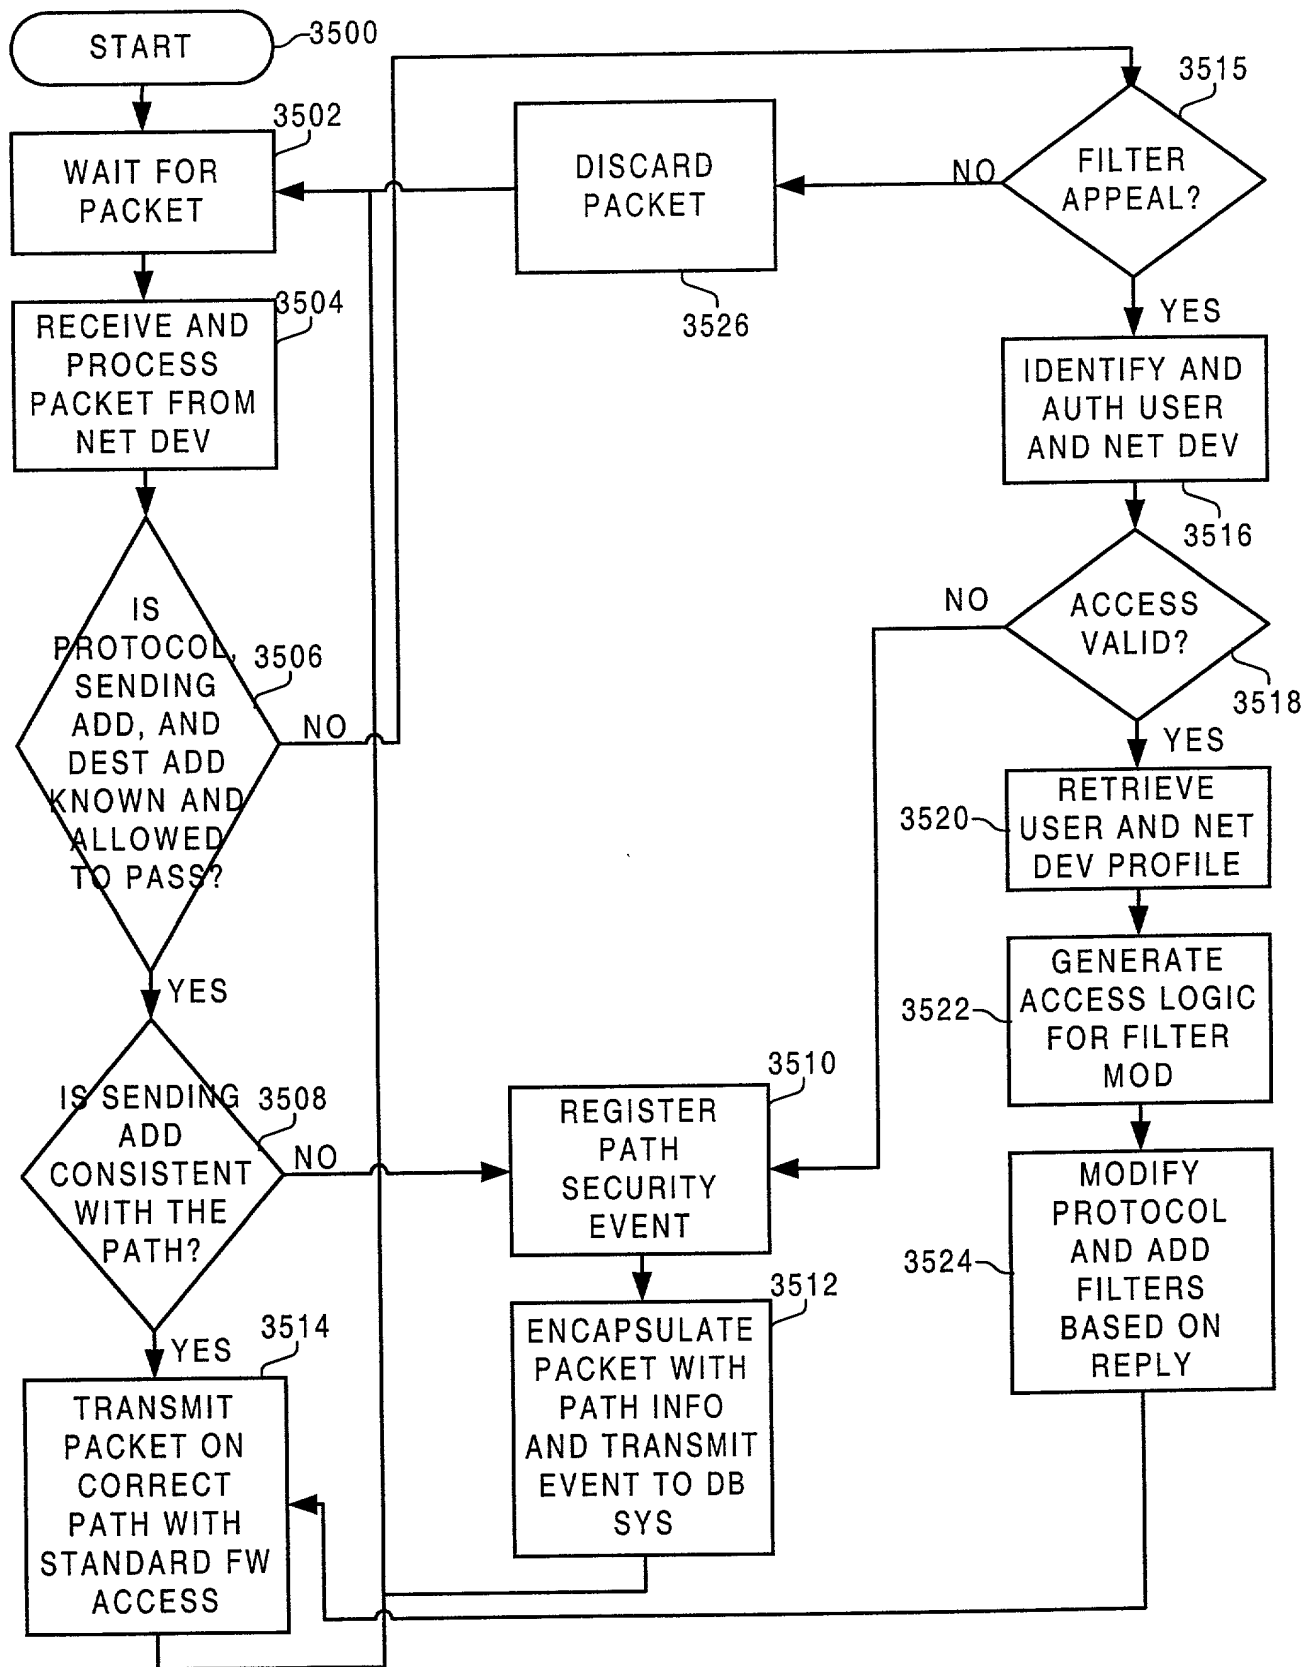 START
3500
3502
WAIT FOR
PACKET
3504
RECEIVE AND
PROCESS
PACKET FROM
NET DEV
IS
PROTOCOL,
SENDING
ADD, AND
DEST ADD
KNOWN AND
ALLOWED
TO PASS?
3506
NO
YES
IS SENDING
ADD
CONSISTENT
WITH THE
PATH?
3508
NO
YES
3514
TRANSMIT
PACKET ON
CORRECT
PATH WITH
STANDARD FW
ACCESS
DISCARD
PACKET
3526
3510
REGISTER
PATH
SECURITY
EVENT
3512
ENCAPSULATE
PACKET WITH
PATH INFO
AND TRANSMIT
EVENT TO DB
SYS
3515
FILTER
APPEAL?
NO
YES
IDENTIFY AND
AUTH USER
AND NET DEV
3516
ACCESS
VALID?
NO
3518
YES
RETRIEVE
USER AND NET
DEV PROFILE
3520
GENERATE
ACCESS LOGIC
FOR FILTER
MOD
3522
MODIFY
PROTOCOL
AND ADD
FILTERS
BASED ON
REPLY
3524